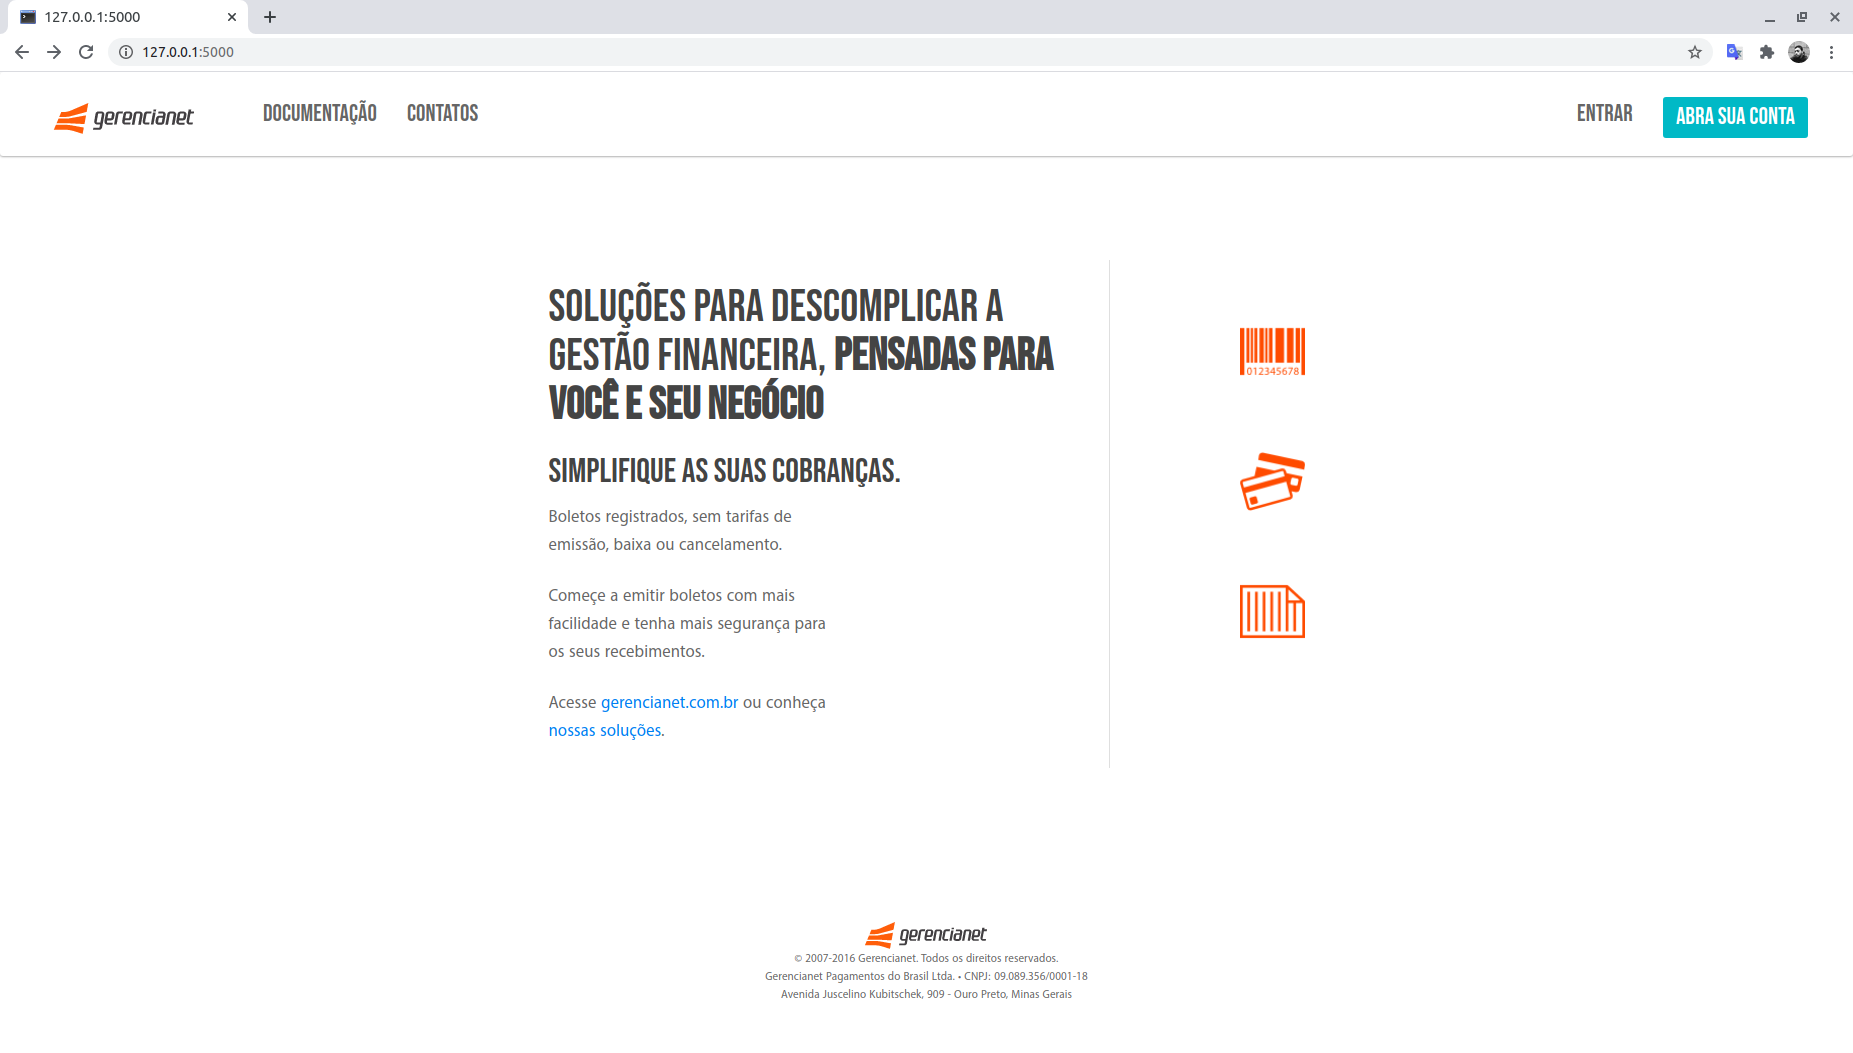 127.0.0.1:5000
127.0.0.1:5000
gerencianet DOCUMENTAÇÃO CONTATOS ENTRAR ABRA SUA CONTA
SOLUÇÕES PARA DESCOMPLICAR A
GESTÃO FINANCEIRA, PENSADAS PARA
VOCÊ E SEU NEGÓCIO
SIMPLIFIQUE AS SUAS COBRANÇAS.
Boletos registrados, sem tarifas de
emissão, baixa ou cancelamento.
Começe a emitir boletos com mais
facilidade e tenha mais segurança para
os seus recebimentos.
Acesse gerencianet.com.br ou conheça
nossas soluções.
012345678
gerencianet
© 2007-2016 Gerencianet. Todos os direitos reservados.
Gerencianet Pagamentos do Brasil Ltda. • CNPJ: 09.089.356/0001-18
Avenida Juscelino Kubitschek, 909 - Ouro Preto, Minas Gerais